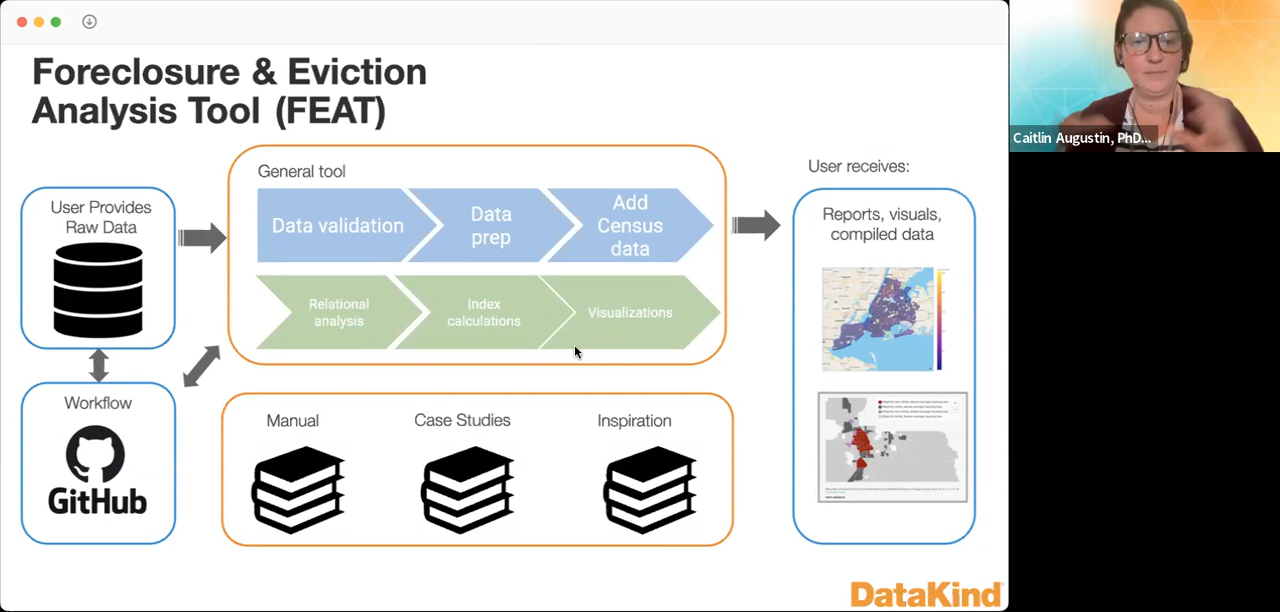 Foreclosure & Eviction
Analysis Tool (FEAT)
User Provides
Raw Data
Workflow
GitHub
General tool
Data validation
Data
prep
Add
Census
data
Relational
analysis
Index
calculations
Visualizations
Manual
Case Studies
Inspiration
User receives:
Reports, visuals,
compiled data
DataKind
Caitlin Augustin, PhD...